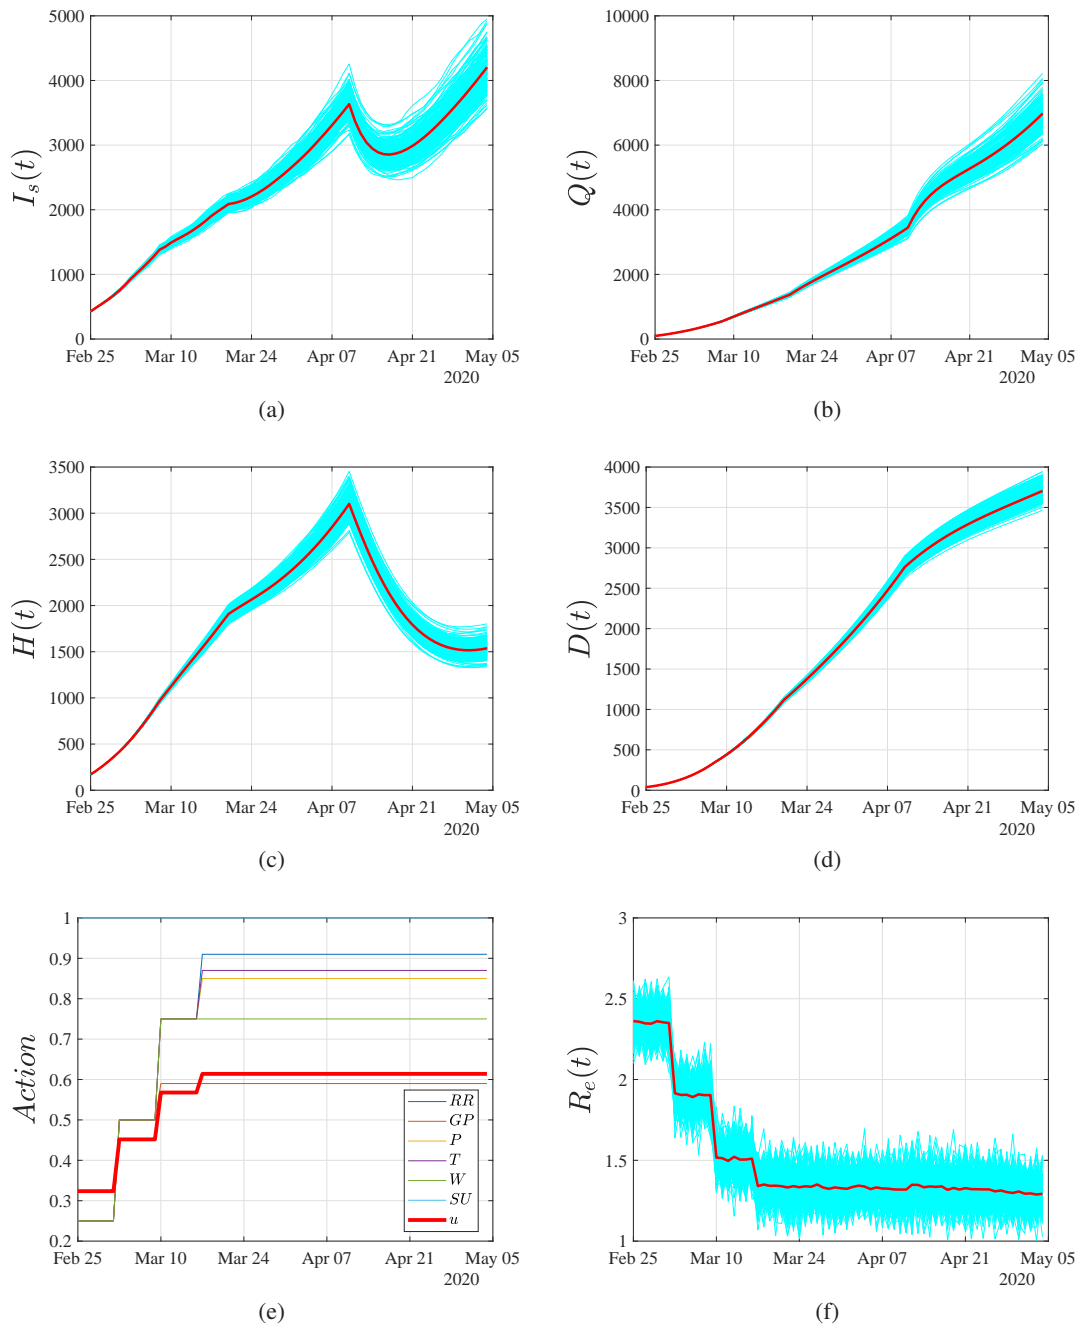 5000
4000
3000
2000
1000
0
I_s(t)
Feb 25 Mar 10 Mar 24 Apr 07 Apr 21 May 05
2020
(a)
10000
8000
6000
4000
2000
0
Q(t)
Feb 25 Mar 10 Mar 24 Apr 07 Apr 21 May 05
2020
(b)
3500
3000
2500
2000
1500
1000
500
0
H(t)
Feb 25 Mar 10 Mar 24 Apr 07 Apr 21 May 05
2020
(c)
4000
3500
3000
2500
2000
1500
1000
500
0
D(t)
Feb 25 Mar 10 Mar 24 Apr 07 Apr 21 May 05
2020
(d)
1
0.9
0.8
0.7
0.6
0.5
0.4
0.3
0.2
Action
RR
GP
P
T
W
SU
u
Feb 25 Mar 10 Mar 24 Apr 07 Apr 21 May 05
2020
(e)
3
2.5
2
1.5
1
R_e(t)
Feb 25 Mar 10 Mar 24 Apr 07 Apr 21 May 05
2020
(f)